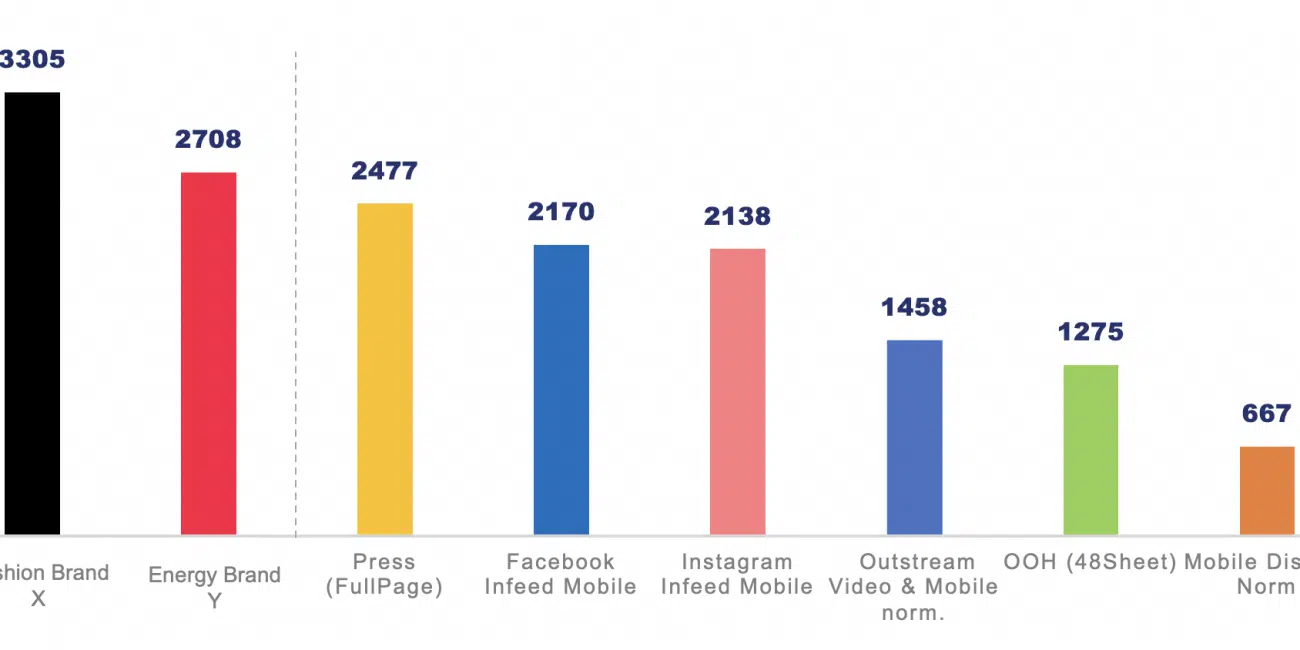 3305
2708
2477
2170
2138
1458
1275
667
shion Brand
X
Energy Brand
Y
Press
(FullPage)
Facebook
Infeed Mobile
Instagram
Infeed Mobile
Outstream
Video & Mobile
norm.
OOH (48Sheet)
Mobile Dis
Norm